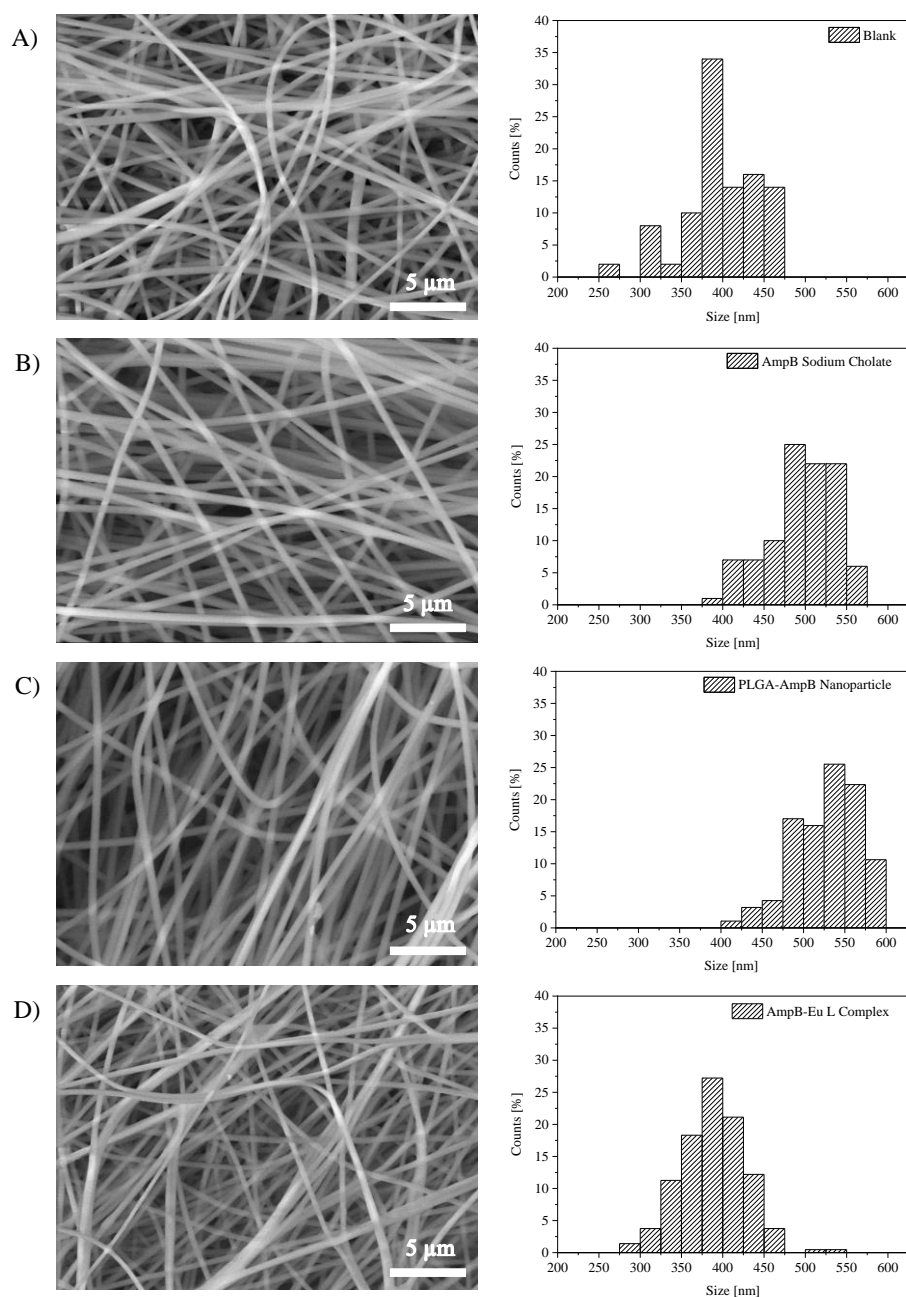 A)
5 μm
Blank
Counts [%]
40
35
30
25
20
15
10
5
0
200 250 300 350 400 450 500 550 600
Size [nm]
B)
5 μm
AmpB Sodium Cholate
Counts [%]
40
35
30
25
20
15
10
5
0
200 250 300 350 400 450 500 550 600
Size [nm]
C)
5 μm
PLGA-AmpB Nanoparticle
Counts [%]
40
35
30
25
20
15
10
5
0
200 250 300 350 400 450 500 550 600
Size [nm]
D)
5 μm
AmpB-Eu L Complex
Counts [%]
40
35
30
25
20
15
10
5
0
200 250 300 350 400 450 500 550 600
Size [nm]